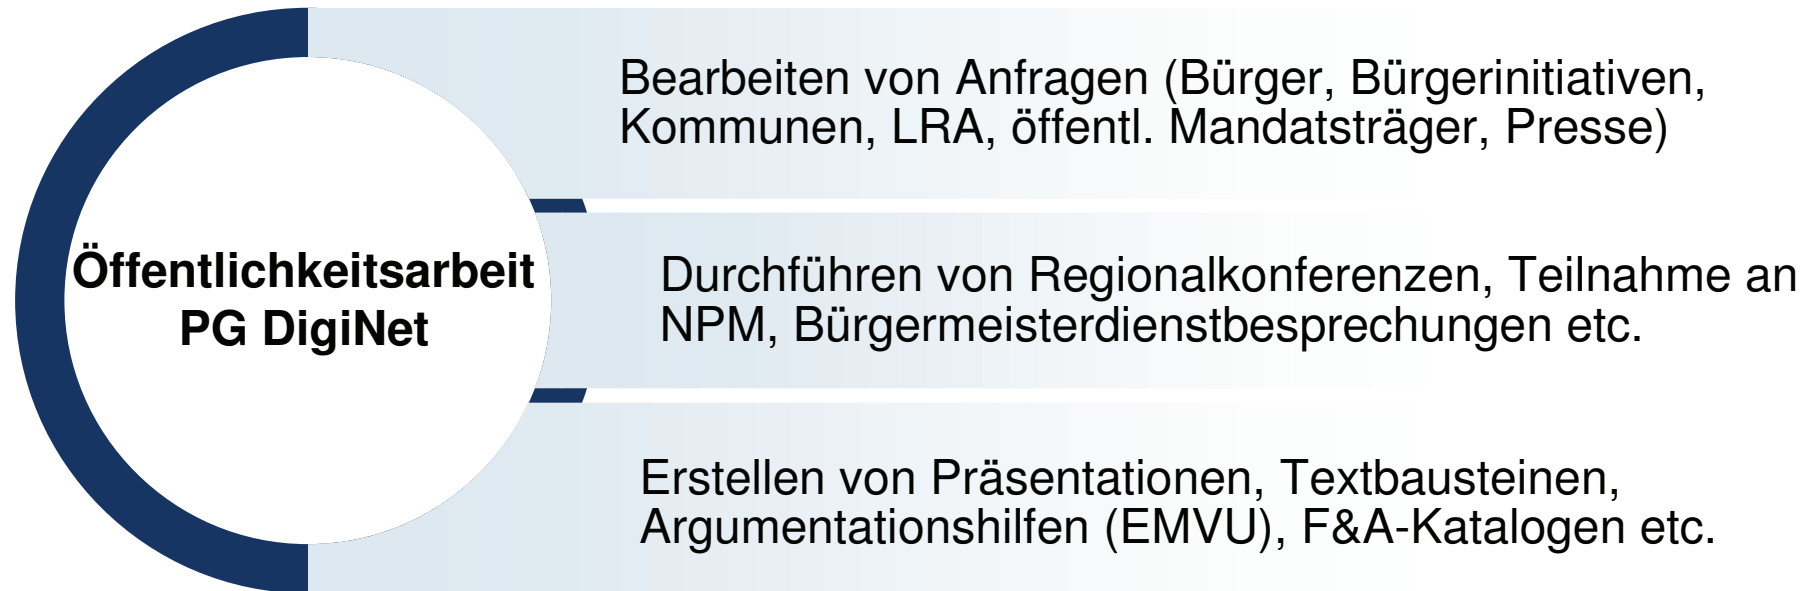 Öffentlichkeitsarbeit
PG DigiNet
Bearbeiten von Anfragen (Bürger, Bürgerinitiativen,
Kommunen, LRA, öffentl. Mandatsträger, Presse)
Durchführen von Regionalkonferenzen, Teilnahme an
NPM, Bürgermeisterdienstbesprechungen etc.
Erstellen von Präsentationen, Textbausteinen,
Argumentationshilfen (EMVU), F&A-Katalogen etc.